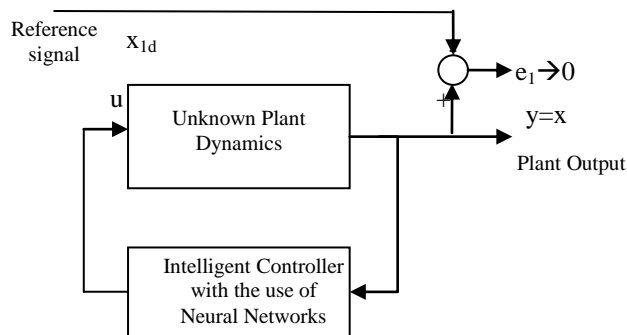 Reference
signal
x1d
e1→0
u
+
y=x
Unknown Plant
Dynamics
Plant Output
Intelligent Controller
with the use of
Neural Networks